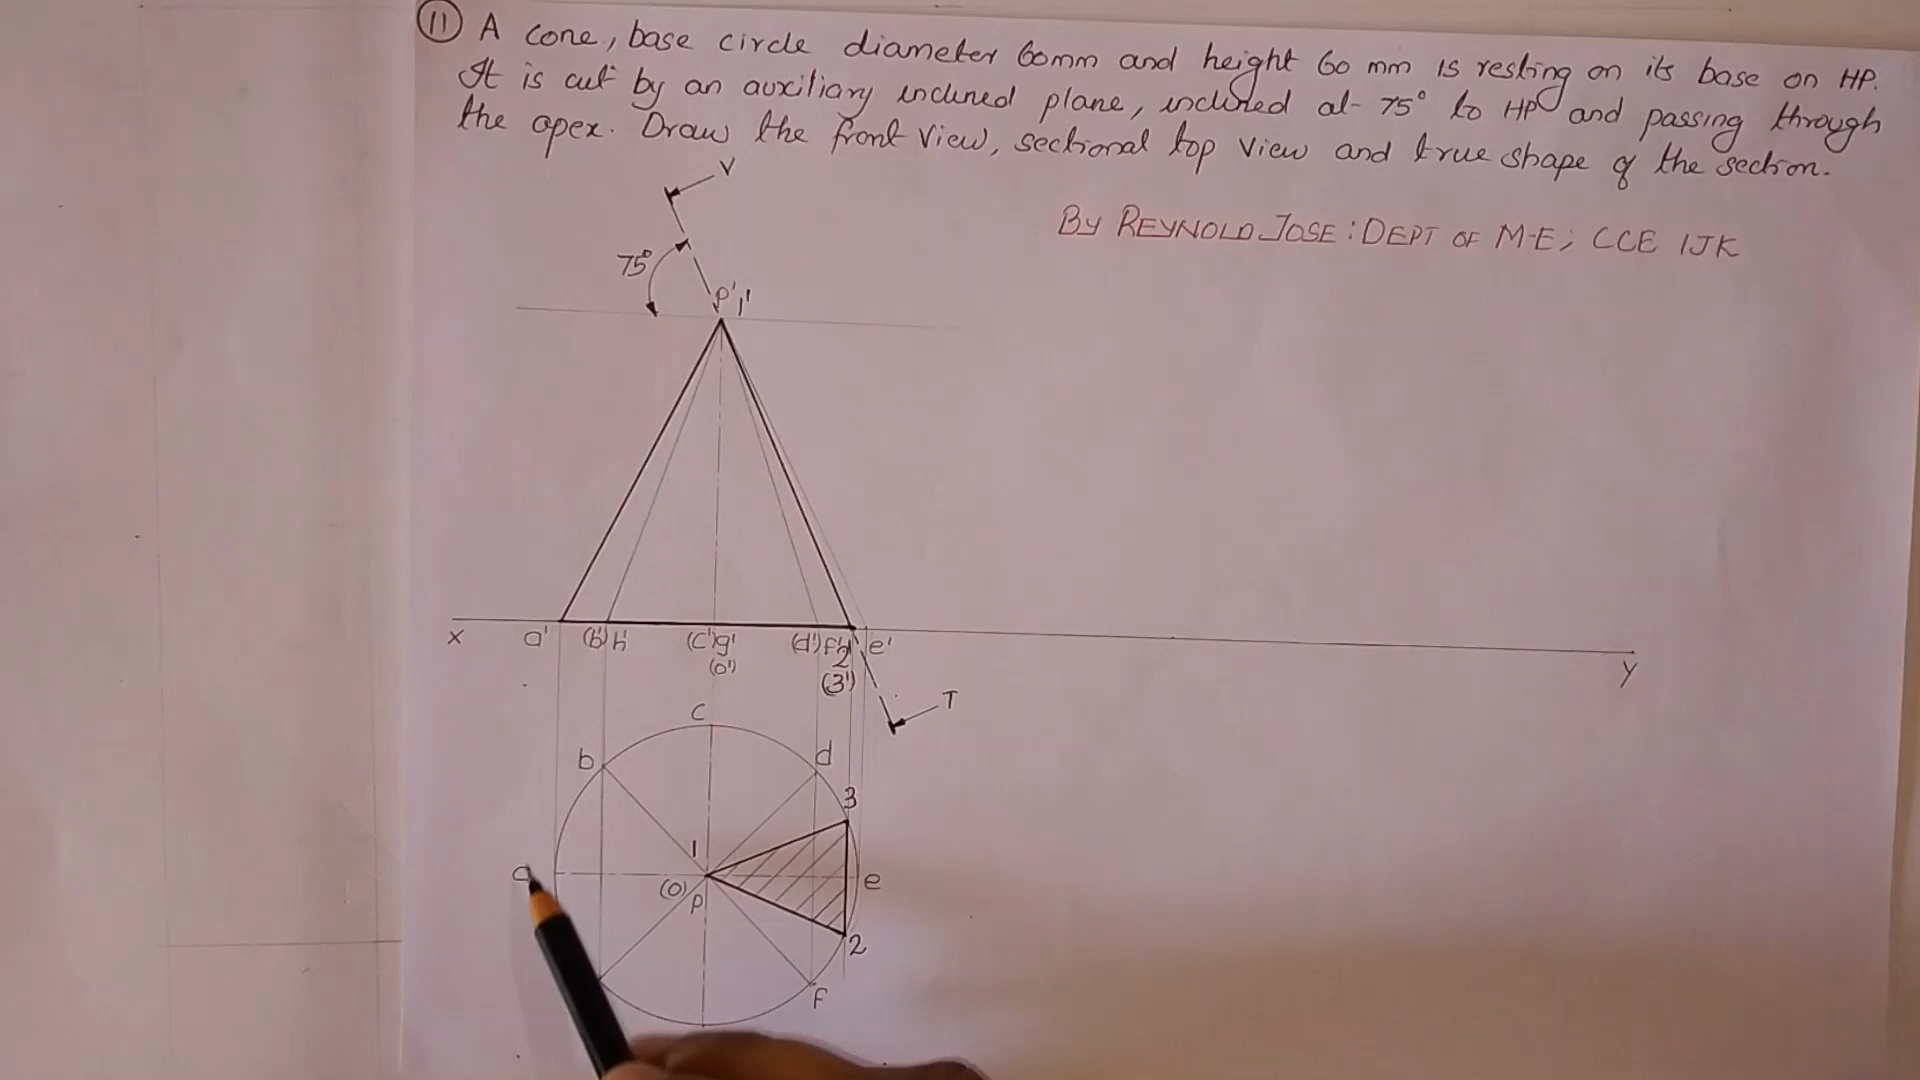 11 A cone, base circle diameter 60mm and height 60 mm is resting on its base on HP.
It is cut by an auxiliary inclined plane, inclined at 75° to HP and passing through
the apex. Draw the front view, sectional top view and true shape of the section.
V
By REYNOLD JOSE : DEPT OF M-E, CCE IJK
75°
p' 1'
x a' (b') h' (c') g' (d') f' 2' e' y
(o') (3')
T
c
b d
3
1
a (o) e
p
2
f